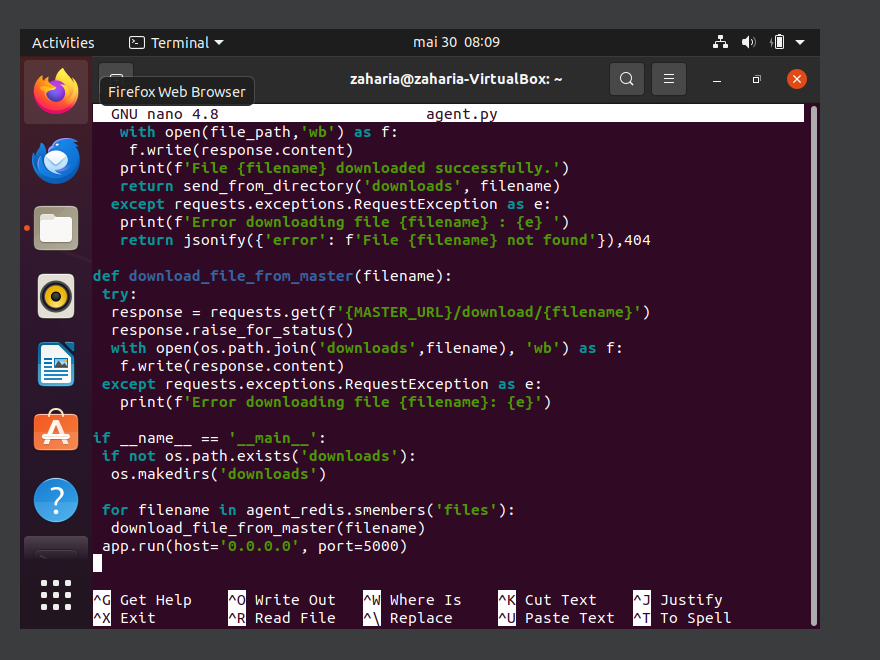 Activities Terminal mai 30 08:09
zaharia@zaharia-VirtualBox: ~
Firefox Web Browser
GNU nano 4.8 agent.py
   with open(file_path,'wb') as f:
    f.write(response.content)
   print(f'File {filename} downloaded successfully.')
   return send_from_directory('downloads', filename)
  except requests.exceptions.RequestException as e:
   print(f'Error downloading file {filename} : {e} ')
   return jsonify({'error': f'File {filename} not found'}),404
def download_file_from_master(filename):
 try:
  response = requests.get(f'{MASTER_URL}/download/{filename}')
  response.raise_for_status()
  with open(os.path.join('downloads',filename), 'wb') as f:
   f.write(response.content)
 except requests.exceptions.RequestException as e:
   print(f'Error downloading file {filename}: {e}')
if __name__ == '__main__':
 if not os.path.exists('downloads'):
  os.makedirs('downloads')
 for filename in agent_redis.smembers('files'):
  download_file_from_master(filename)
 app.run(host='0.0.0.0', port=5000)
^G Get Help ^O Write Out ^W Where Is ^K Cut Text ^J Justify
^X Exit ^R Read File ^\ Replace ^U Paste Text ^T To Spell